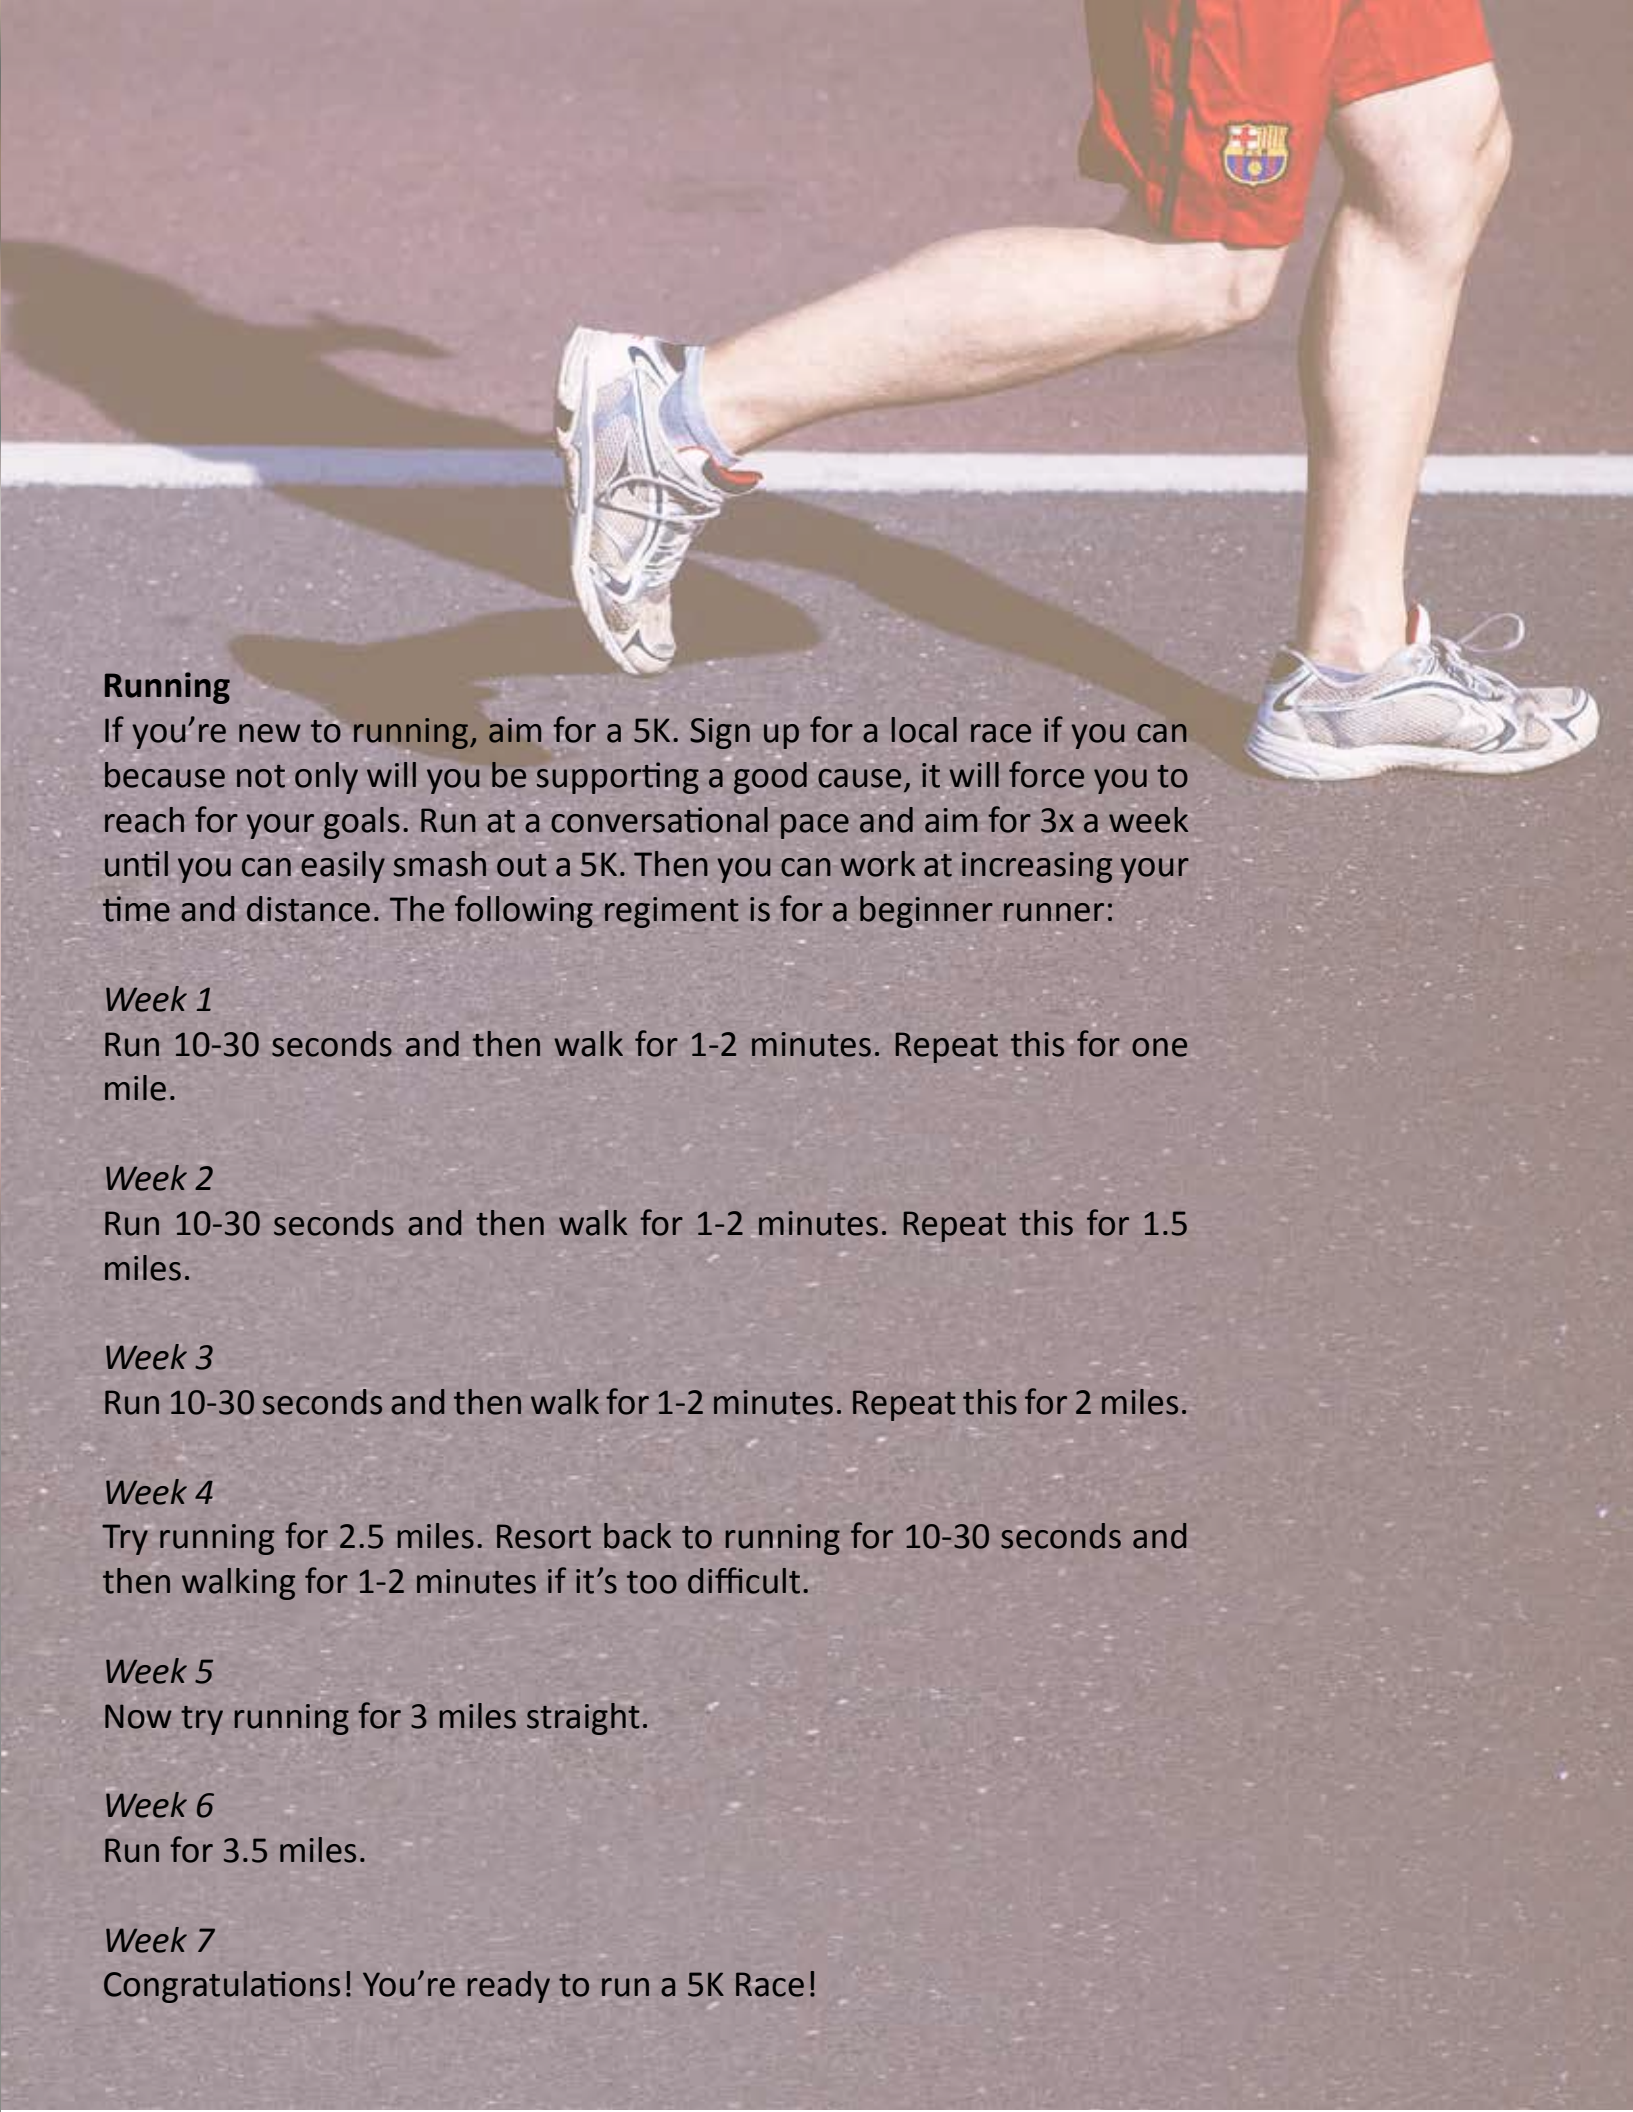 Running
If you're new to running, aim for a 5K. Sign up for a local race if you can
because not only will you be supporting a good cause, it will force you to
reach for your goals. Run at a conversational pace and aim for 3x a week
until you can easily smash out a 5K. Then you can work at increasing your
time and distance. The following regiment is for a beginner runner:
Week 1
Run 10-30 seconds and then walk for 1-2 minutes. Repeat this for one
mile.
Week 2
Run 10-30 seconds and then walk for 1-2 minutes. Repeat this for 1.5
miles.
Week 3
Run 10-30 seconds and then walk for 1-2 minutes. Repeat this for 2 miles.
Week 4
Try running for 2.5 miles. Resort back to running for 10-30 seconds and
then walking for 1-2 minutes if it's too difficult.
Week 5
Now try running for 3 miles straight.
Week 6
Run for 3.5 miles.
Week 7
Congratulations! You're ready to run a 5K Race!